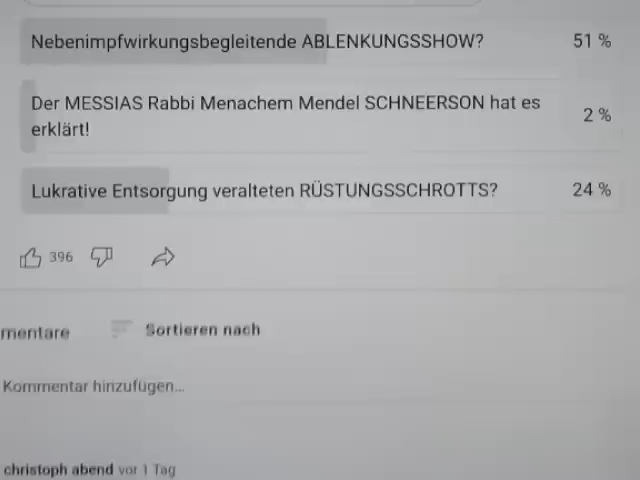 Nebenimpfwirkungsbegleitende ABLENKUNGSSHOW? 51 %
Der MESSIAS Rabbi Menachem Mendel SCHNEERSON hat es
erklärt! 2 %
Lukrative Entsorgung veralteten RÜSTUNGSSCHROTTS? 24 %
396
mentare Sortieren nach
Kommentar hinzufügen...
christoph abend vor 1 Tag